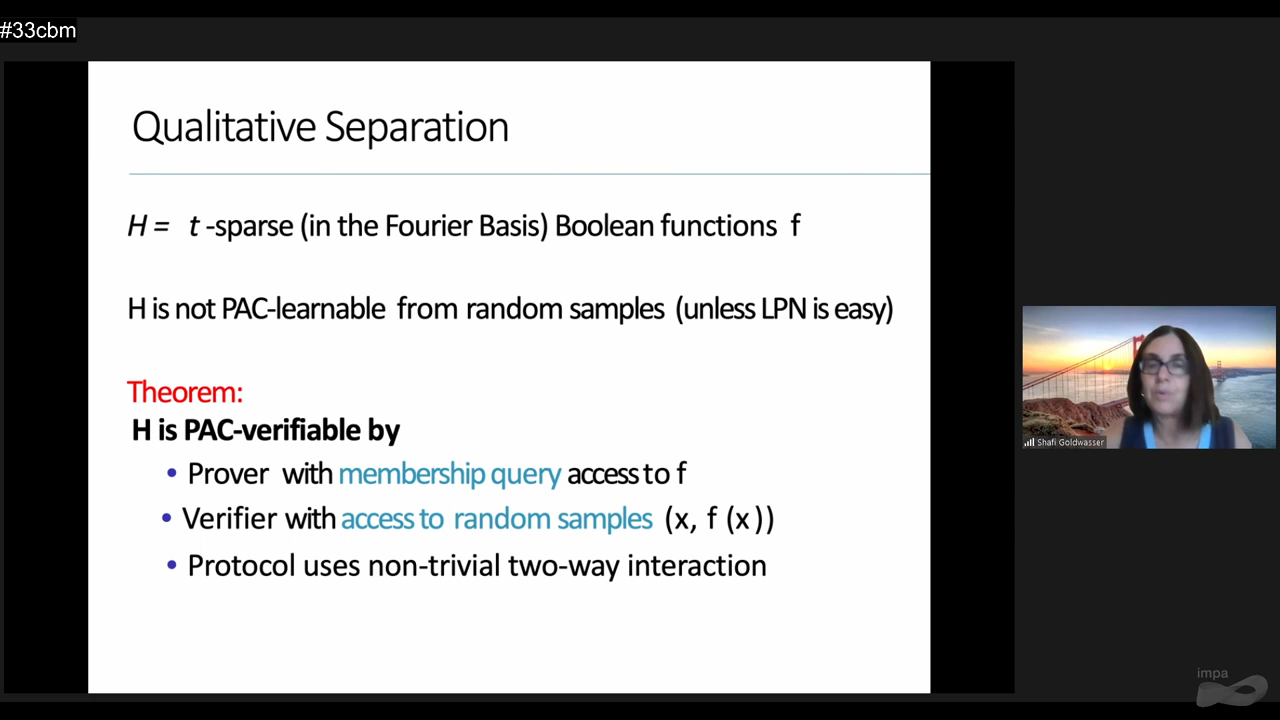 #33cbm
Qualitative Separation
H = t -sparse (in the Fourier Basis) Boolean functions f
H is not PAC-learnable from random samples (unless LPN is easy)
Theorem:
H is PAC-verifiable by
• Prover with membership query access to f
• Verifier with access to random samples (x, f (x))
• Protocol uses non-trivial two-way interaction
Shafi Goldwasser
impa